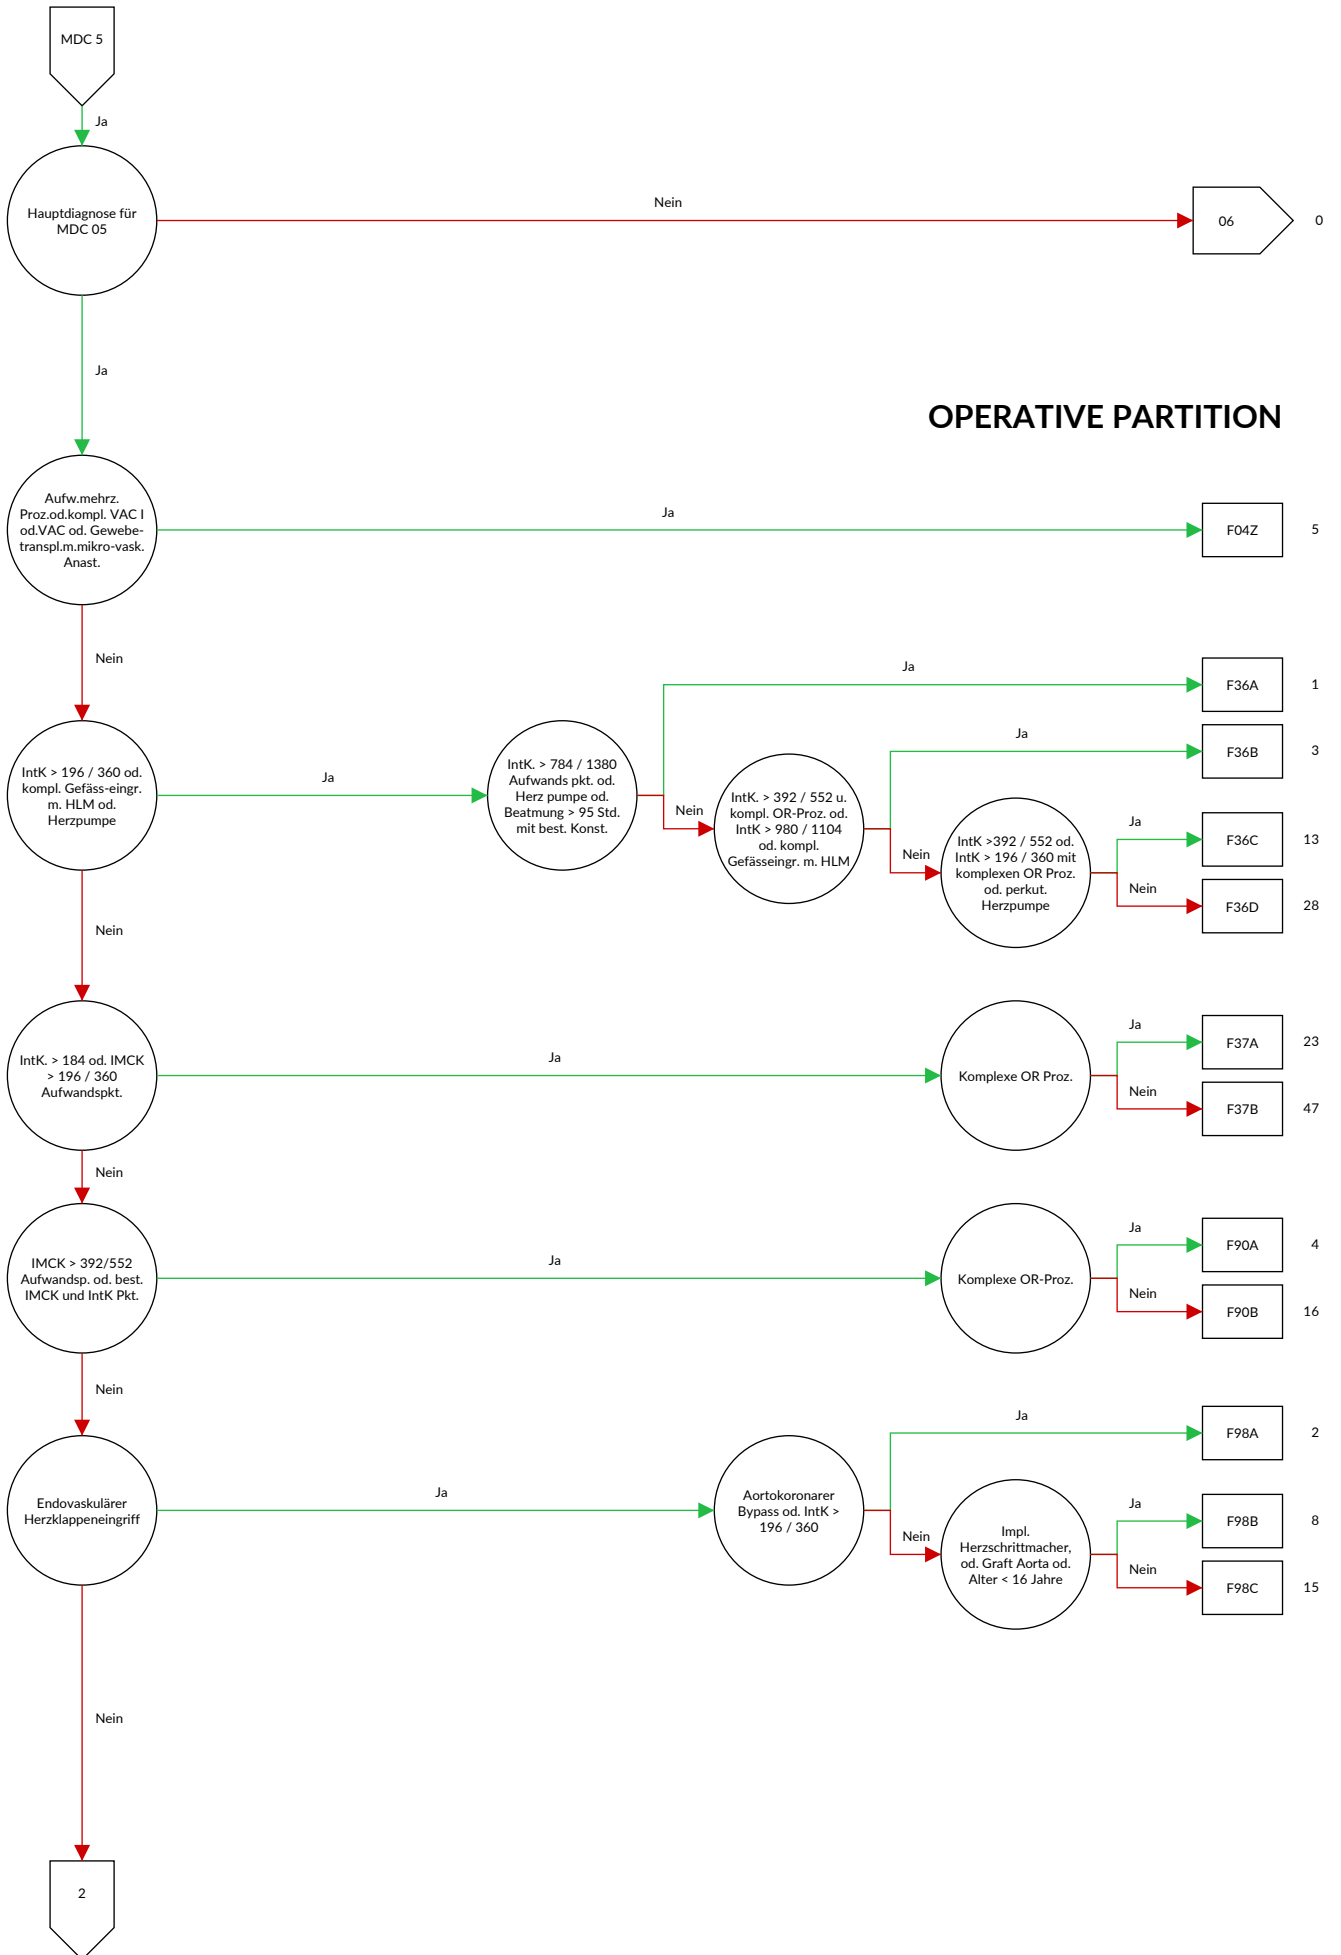 MDC 5
Ja
Hauptdiagnose für
MDC 05
Nein
06
0
Ja
OPERATIVE PARTITION
Aufw.mehrz.
Proz.od.kompl. VAC I
od.VAC od. Gewebe-
transpl.m.mikro-vask.
Anast.
Ja
F04Z
5
Nein
IntK > 196 / 360 od.
kompl. Gefäss-eingr.
m. HLM od.
Herzpumpe
Ja
IntK. > 784 / 1380
Aufwands pkt. od.
Herz pumpe od.
Beatmung > 95 Std.
mit best. Konst.
Ja
F36A
1
Nein
IntK. > 392 / 552 u.
kompl. OR-Proz. od.
IntK > 980 / 1104
od. kompl.
Gefässeingr. m. HLM
Ja
F36B
3
Nein
IntK >392 / 552 od.
IntK > 196 / 360 mit
komplexen OR Proz.
od. perkut.
Herzpumpe
Ja
F36C
13
Nein
F36D
28
Nein
IntK. > 184 od. IMCK
> 196 / 360
Aufwandspkt.
Ja
Komplexe OR Proz.
Ja
F37A
23
Nein
F37B
47
Nein
IMCK > 392/552
Aufwandsp. od. best.
IMCK und IntK Pkt.
Ja
Komplexe OR-Proz.
Ja
F90A
4
Nein
F90B
16
Nein
Endovaskulärer
Herzklappeneingriff
Ja
Aortokoronarer
Bypass od. IntK >
196 / 360
Ja
F98A
2
Nein
Impl.
Herzschrittmacher,
od. Graft Aorta od.
Alter < 16 Jahre
Ja
F98B
8
Nein
F98C
15
Nein
2